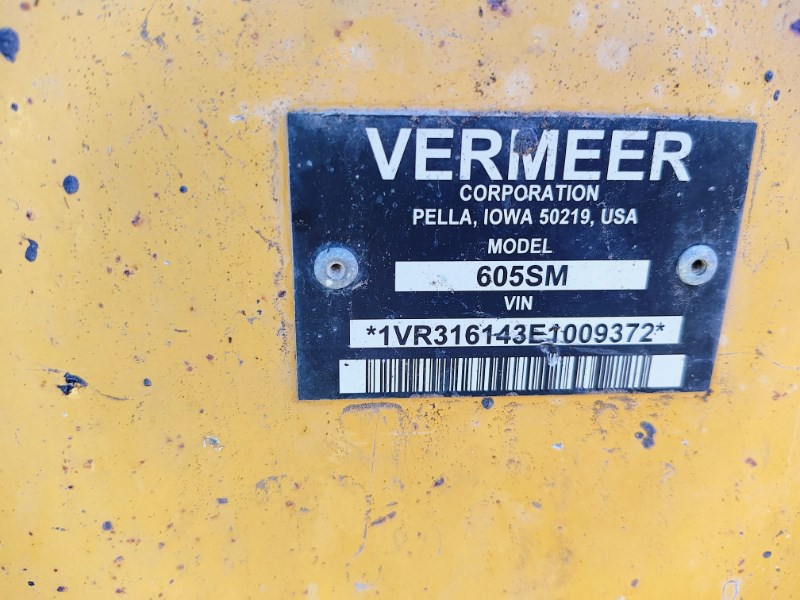 VERMEER
CORPORATION
PELLA, IOWA 50219, USA
MODEL
605SM
VIN
*1VR316143E1009372*